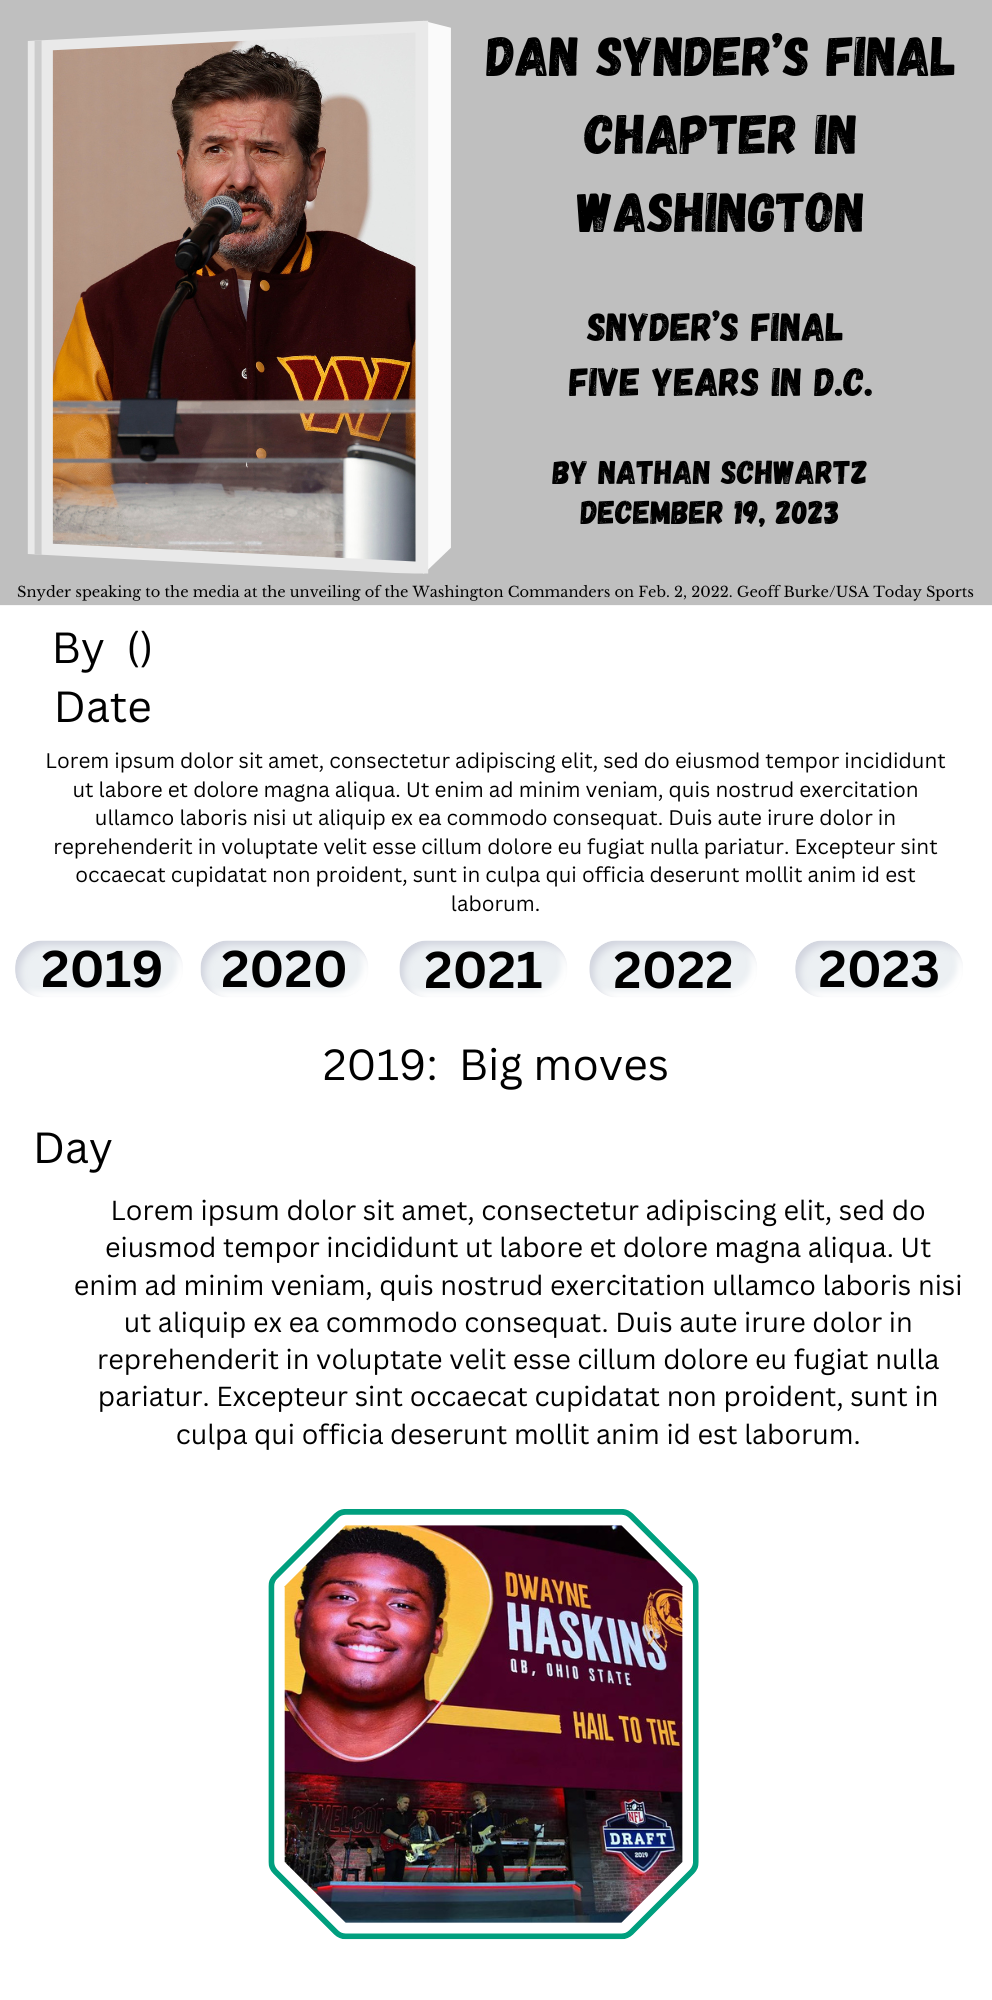 DAN SYNDER'S FINAL
CHAPTER IN
WASHINGTON
SNYDER'S FINAL
FIVE YEARS IN D.C.
BY NATHAN SCHWARTZ
DECEMBER 19, 2023
W
Snyder speaking to the media at the unveiling of the Washington Commanders on Feb. 2, 2022. Geoff Burke/USA Today Sports
By ()
Date
Lorem ipsum dolor sit amet, consectetur adipiscing elit, sed do eiusmod tempor incididunt
ut labore et dolore magna aliqua. Ut enim ad minim veniam, quis nostrud exercitation
ullamco laboris nisi ut aliquip ex ea commodo consequat. Duis aute irure dolor in
reprehenderit in voluptate velit esse cillum dolore eu fugiat nulla pariatur. Excepteur sint
occaecat cupidatat non proident, sunt in culpa qui officia deserunt mollit anim id est
laborum.
2019 2020 2021 2022 2023
2019: Big moves
Day
Lorem ipsum dolor sit amet, consectetur adipiscing elit, sed do
eiusmod tempor incididunt ut labore et dolore magna aliqua. Ut
enim ad minim veniam, quis nostrud exercitation ullamco laboris nisi
ut aliquip ex ea commodo consequat. Duis aute irure dolor in
reprehenderit in voluptate velit esse cillum dolore eu fugiat nulla
pariatur. Excepteur sint occaecat cupidatat non proident, sunt in
culpa qui officia deserunt mollit anim id est laborum.
DWAYNE
HASKINS
QB, OHIO STATE
HAIL TO THE
NFL
DRAFT
2019